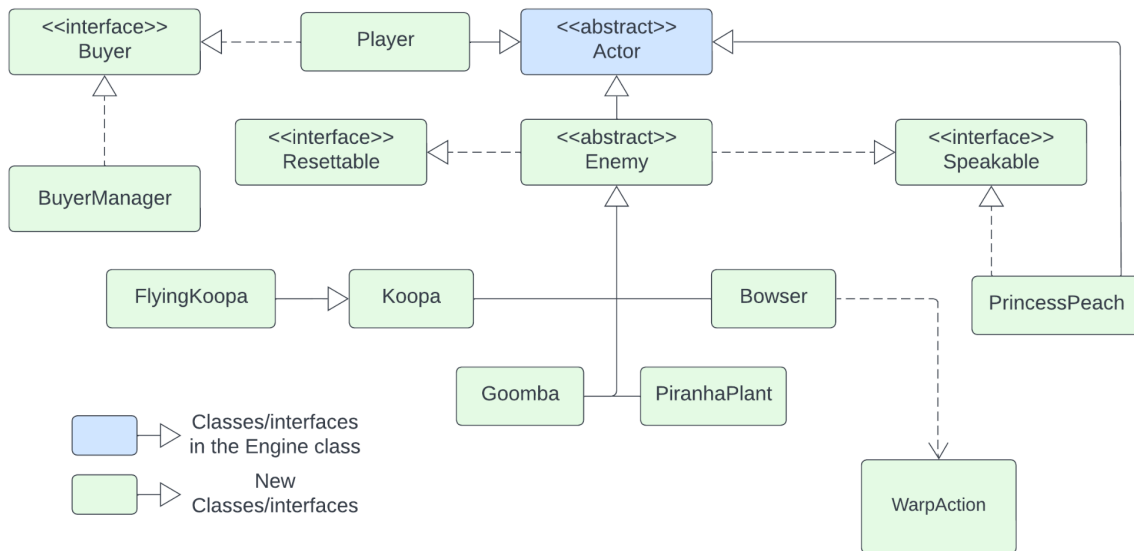 <<interface>>
Buyer
Player
<<abstract>>
Actor
<<interface>>
Resettable
<<abstract>>
Enemy
<<interface>>
Speakable
BuyerManager
FlyingKoopa
Koopa
Bowser
PrincessPeach
Goomba
PiranhaPlant
Classes/interfaces
in the Engine class
New
Classes/interfaces
WarpAction